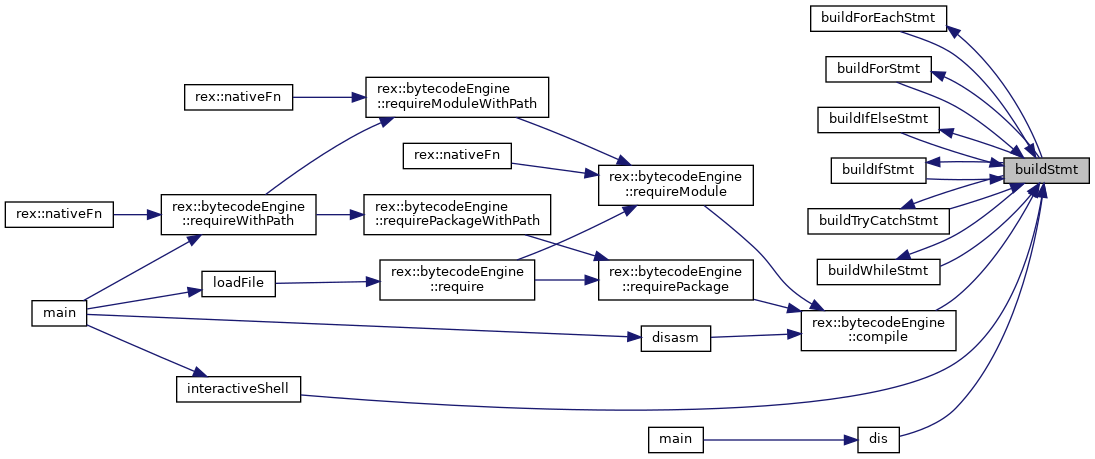 buildForEachStmt
buildForStmt
rex::bytecodeEngine
::requireModuleWithPath
rex::nativeFn
buildIfElseStmt
rex::nativeFn
buildIfStmt
buildStmt
rex::bytecodeEngine
::requireModule
rex::bytecodeEngine
::requireWithPath
rex::bytecodeEngine
::requirePackageWithPath
rex::nativeFn
buildTryCatchStmt
buildWhileStmt
loadFile
rex::bytecodeEngine
::require
rex::bytecodeEngine
::requirePackage
main
disasm
rex::bytecodeEngine
::compile
interactiveShell
main
dis